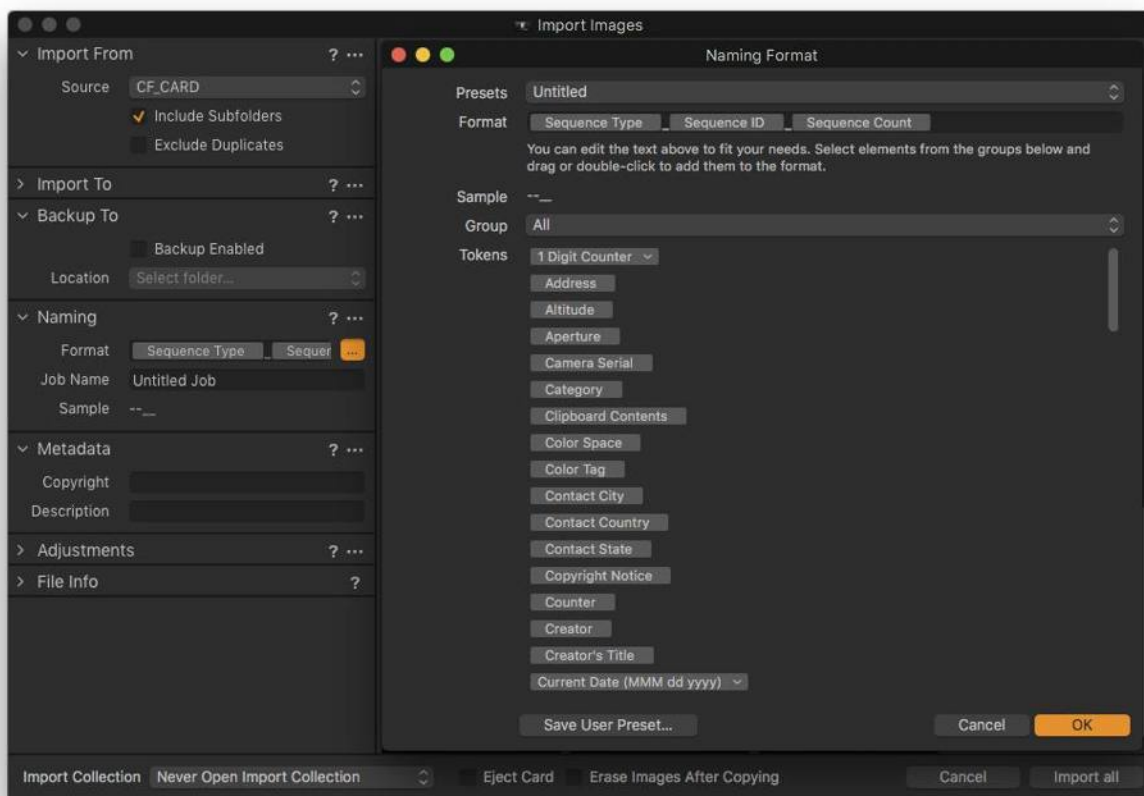 Import Images
Import From ? ...
Source CF_CARD
Include Subfolders
Exclude Duplicates
Import To ? ...
Backup To ? ...
Backup Enabled
Location Select folder...
Naming ? ...
Format Sequence Type _ Sequer ...
Job Name Untitled Job
Sample --__
Metadata ? ...
Copyright
Description
Adjustments ? ...
File Info ?
Naming Format
Presets Untitled
Format Sequence Type _ Sequence ID _ Sequence Count
You can edit the text above to fit your needs. Select elements from the groups below and
drag or double-click to add them to the format.
Sample --__
Group All
Tokens 1 Digit Counter
Address
Altitude
Aperture
Camera Serial
Category
Clipboard Contents
Color Space
Color Tag
Contact City
Contact Country
Contact State
Copyright Notice
Counter
Creator
Creator's Title
Current Date (MMM dd yyyy)
Save User Preset... Cancel OK
Import Collection Never Open Import Collection Eject Card Erase Images After Copying Cancel Import all